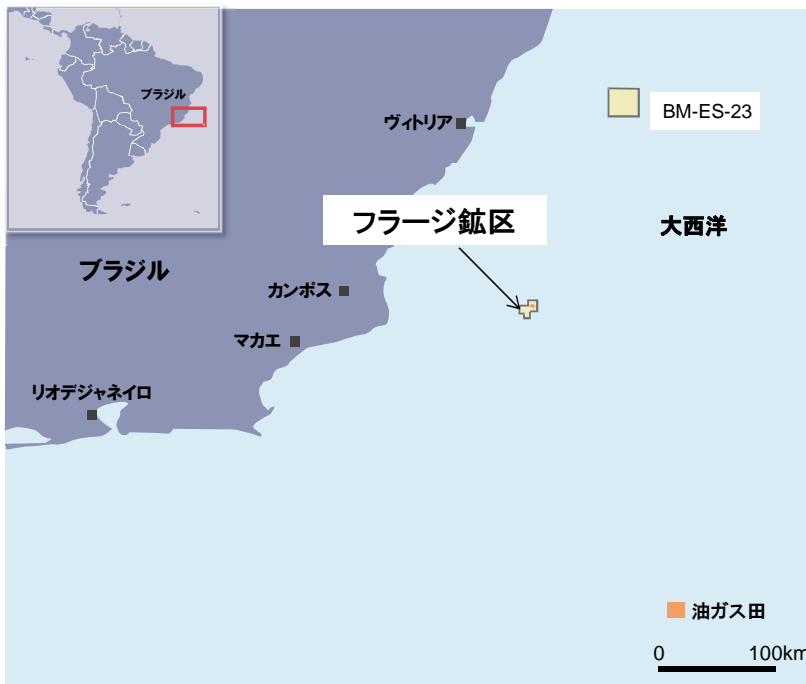 ブラジル
ヴィトリア
BM-ES-23
フラージ鉱区
大西洋
ブラジル
カンポス
マカエ
リオデジャネイロ
油ガス田
0 100km